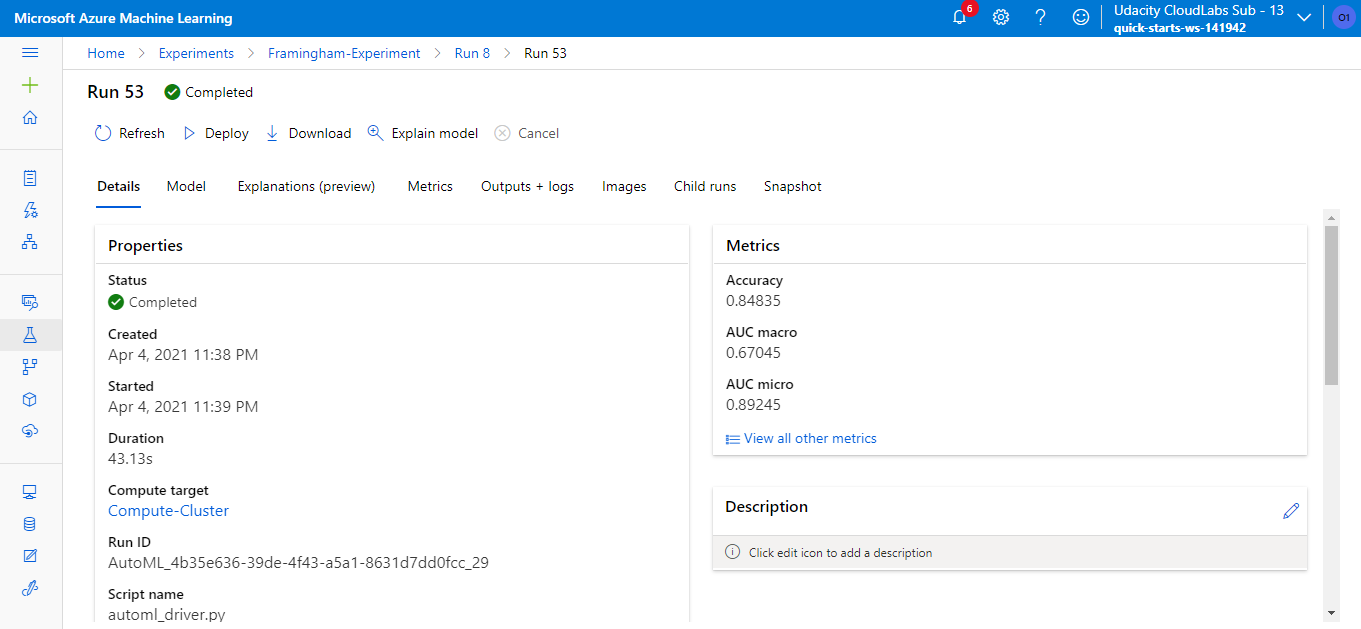 Microsoft Azure Machine Learning
6
Udacity CloudLabs Sub - 13
quick-starts-ws-141942
O1
Home > Experiments > Framingham-Experiment > Run 8 > Run 53
Run 53 Completed
Refresh Deploy Download Explain model Cancel
Details Model Explanations (preview) Metrics Outputs + logs Images Child runs Snapshot
Properties
Status
Completed
Created
Apr 4, 2021 11:38 PM
Started
Apr 4, 2021 11:39 PM
Duration
43.13s
Compute target
Compute-Cluster
Run ID
AutoML_4b35e636-39de-4f43-a5a1-8631d7dd0fcc_29
Script name
automl_driver.py
Metrics
Accuracy
0.84835
AUC macro
0.67045
AUC micro
0.89245
View all other metrics
Description
Click edit icon to add a description